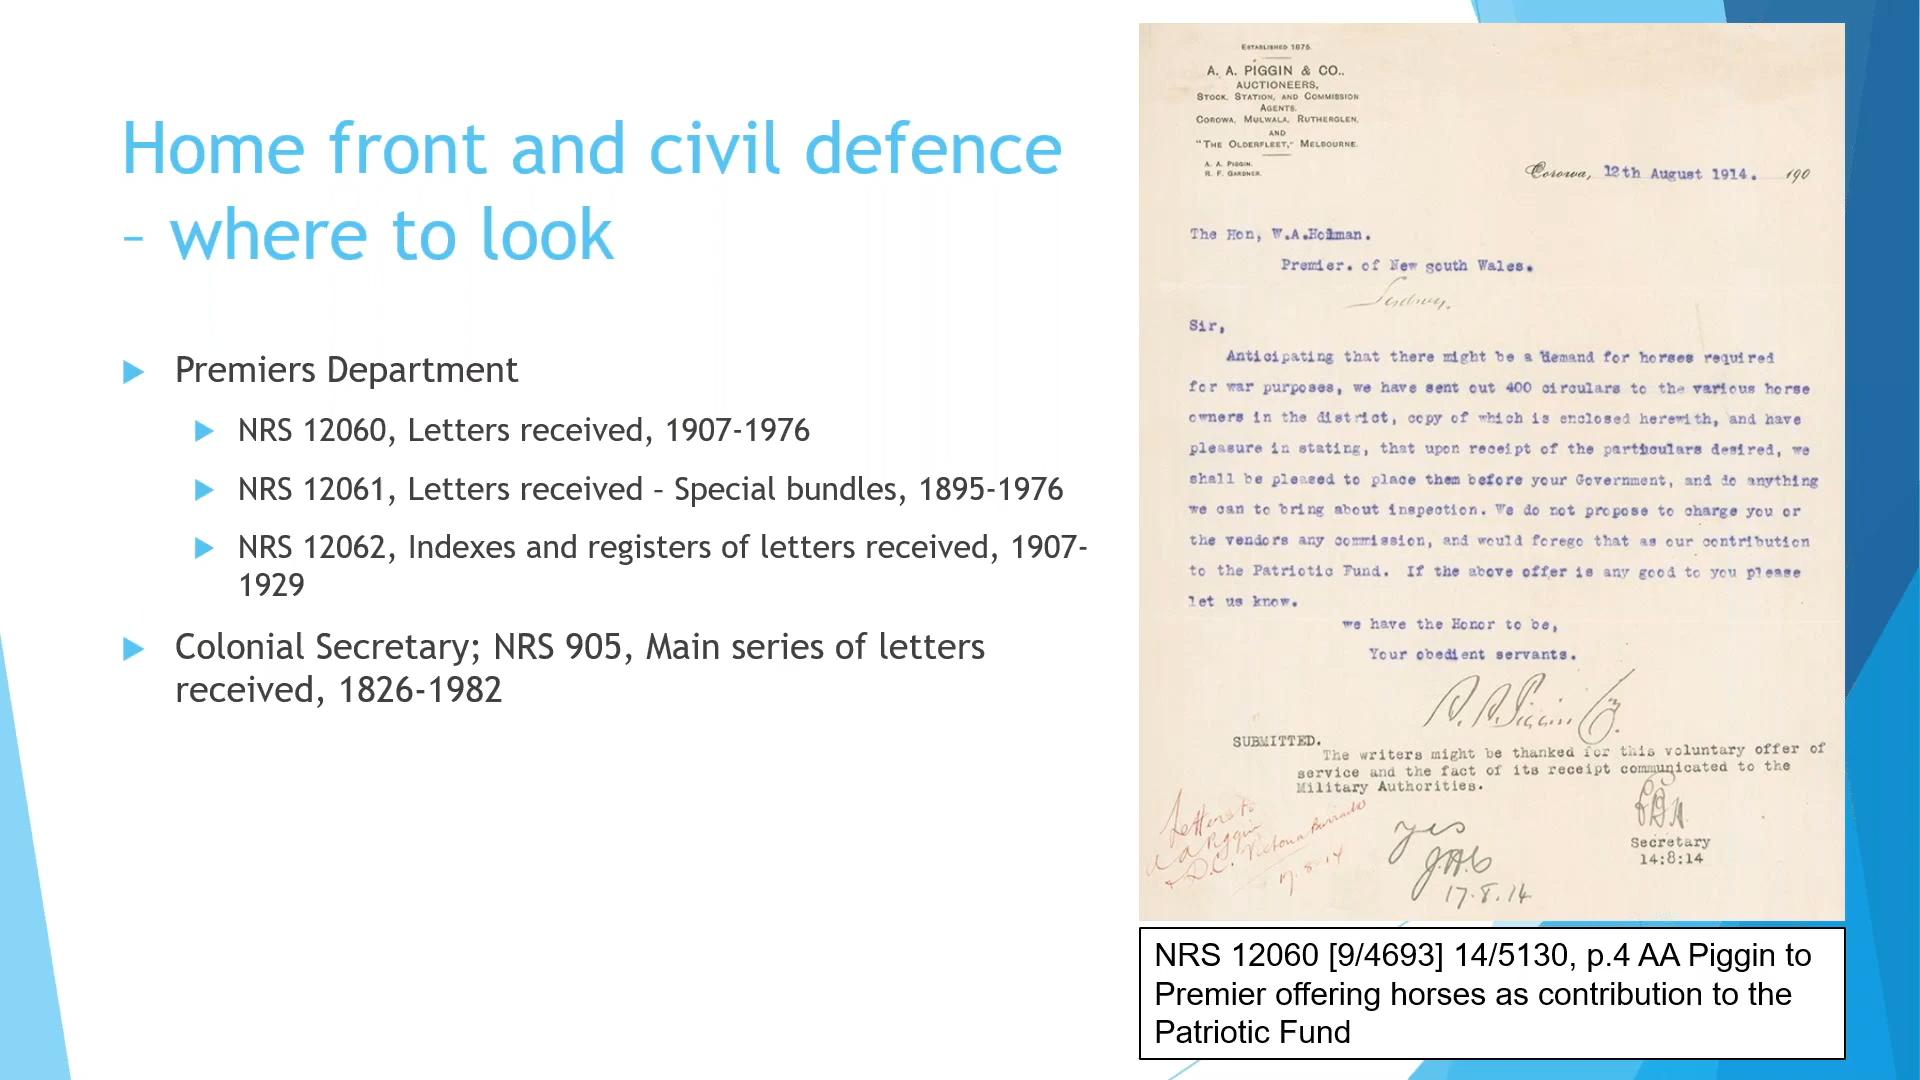 Home front and civil defence
– where to look
Premiers Department
NRS 12060, Letters received, 1907-1976
NRS 12061, Letters received – Special bundles, 1895-1976
NRS 12062, Indexes and registers of letters received, 1907-
1929
Colonial Secretary; NRS 905, Main series of letters
received, 1826-1982
ESTABLISHED 1875.
A. A. PIGGIN & CO..
AUCTIONEERS,
STOCK, STATION, AND COMMISSION
AGENTS.
COROWA, MULWALA, RUTHERGLEN,
AND
"THE OLDERFLEET," MELBOURNE.
A. A. PIGGIN.
R. F. GARDNER.
Corowa, 12th August 1914. 190
The Hon, W.A.Holman.
Premier. of New south Wales.
Sydney.
Sir,
Anticipating that there might be a demand for horses required
for war purposes, we have sent out 400 circulars to the various horse
owners in the district, copy of which is enclosed herewith, and have
pleasure in stating, that upon receipt of the particulars desired, we
shall be pleased to place them before your Government, and do anything
we can to bring about inspection. We do not propose to charge you or
the vendors any commission, and would forego that as our contribution
to the Patriotic Fund. If the above offer is any good to you please
let us know.
we have the Honor to be,
Your obedient servants.
A. A. Piggin Co.
SUBMITTED.
The writers might be thanked for this voluntary offer of
service and the fact of its receipt communicated to the
Military Authorities.
Secretary
14:8:14
Letters to
A A Piggin
D.C. Victoria Barracks
17.8.14
Yes
17.8.14
NRS 12060 [9/4693] 14/5130, p.4 AA Piggin to
Premier offering horses as contribution to the
Patriotic Fund